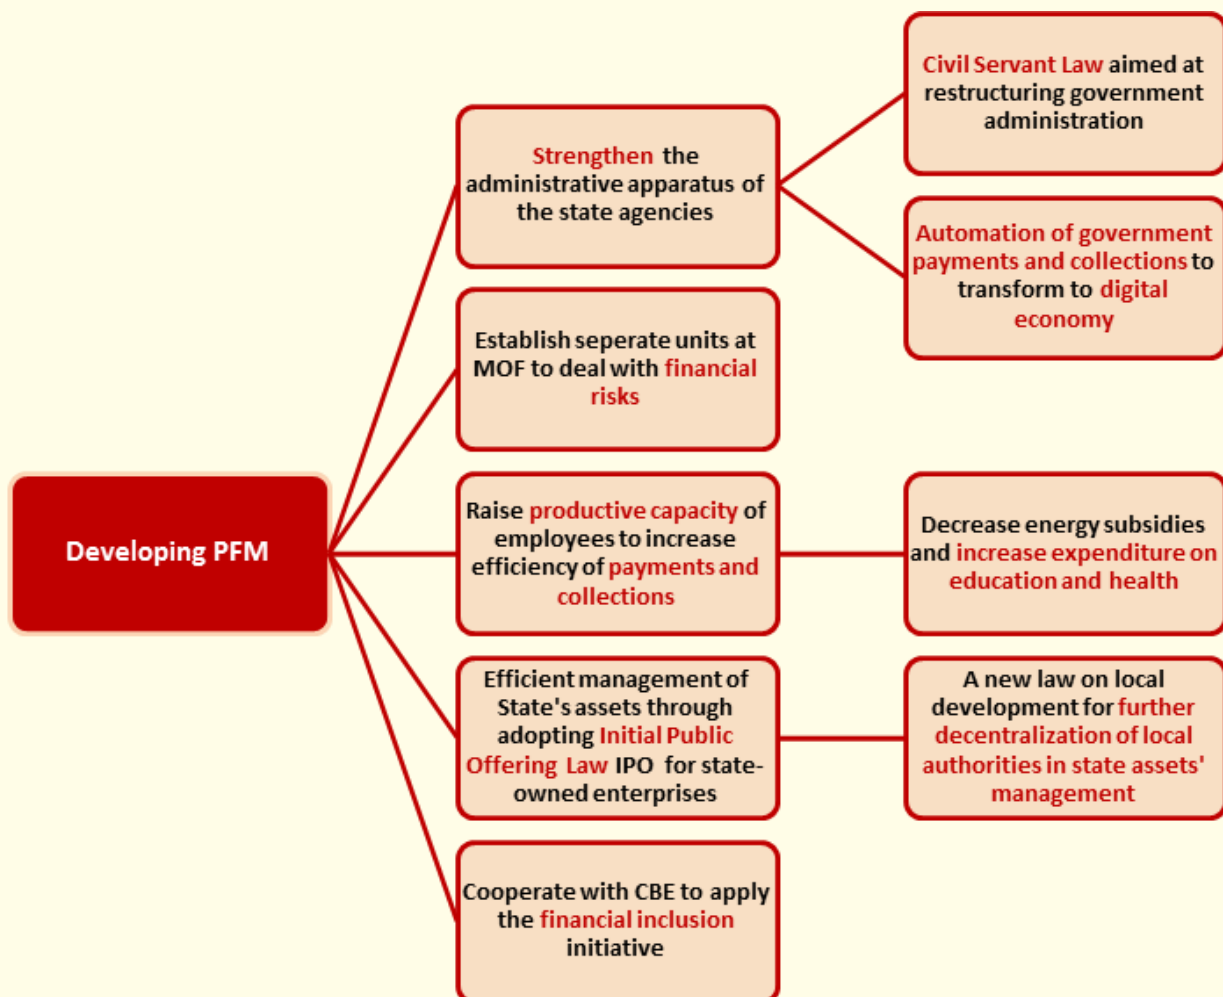 Developing PFM
Strengthen the
administrative apparatus of
the state agencies
Civil Servant Law aimed at
restructuring government
administration
Automation of government
payments and collections to
transform to digital
economy
Establish seperate units at
MOF to deal with financial
risks
Raise productive capacity of
employees to increase
efficiency of payments and
collections
Decrease energy subsidies
and increase expenditure on
education and health
Efficient management of
State's assets through
adopting Initial Public
Offering Law IPO for state-
owned enterprises
A new law on local
development for further
decentralization of local
authorities in state assets'
management
Cooperate with CBE to apply
the financial inclusion
initiative